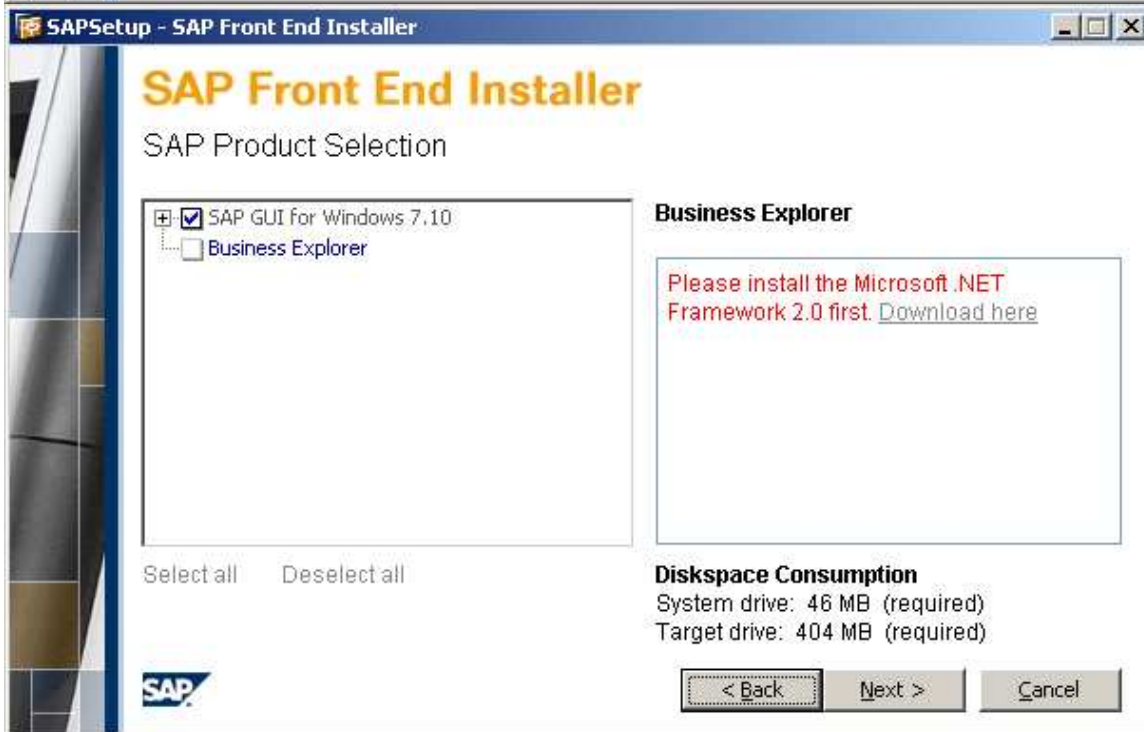 SAPSetup - SAP Front End Installer
SAP Front End Installer
SAP Product Selection
SAP GUI for Windows 7.10
Business Explorer
Business Explorer
Please install the Microsoft .NET
Framework 2.0 first. Download here
Select all Deselect all
Diskspace Consumption
System drive: 46 MB (required)
Target drive: 404 MB (required)
SAP
< Back Next > Cancel